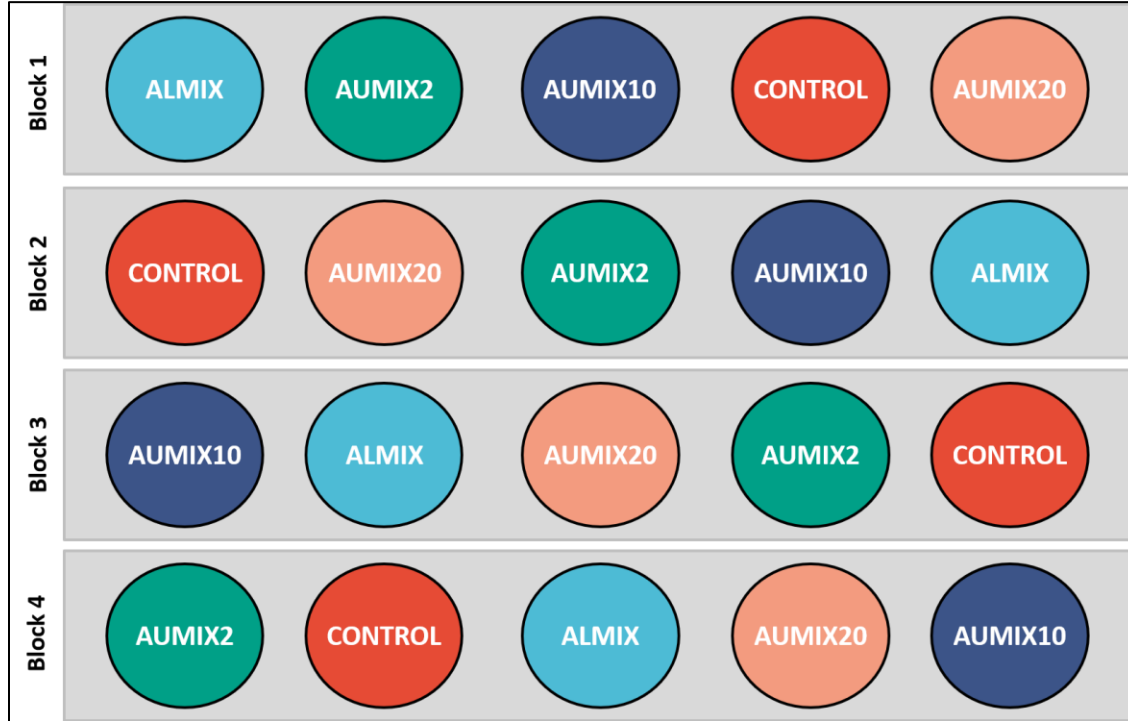 Block 1
ALMIX
AUMIX2
AUMIX10
CONTROL
AUMIX20
Block 2
CONTROL
AUMIX20
AUMIX2
AUMIX10
ALMIX
Block 3
AUMIX10
ALMIX
AUMIX20
AUMIX2
CONTROL
Block 4
AUMIX2
CONTROL
ALMIX
AUMIX20
AUMIX10